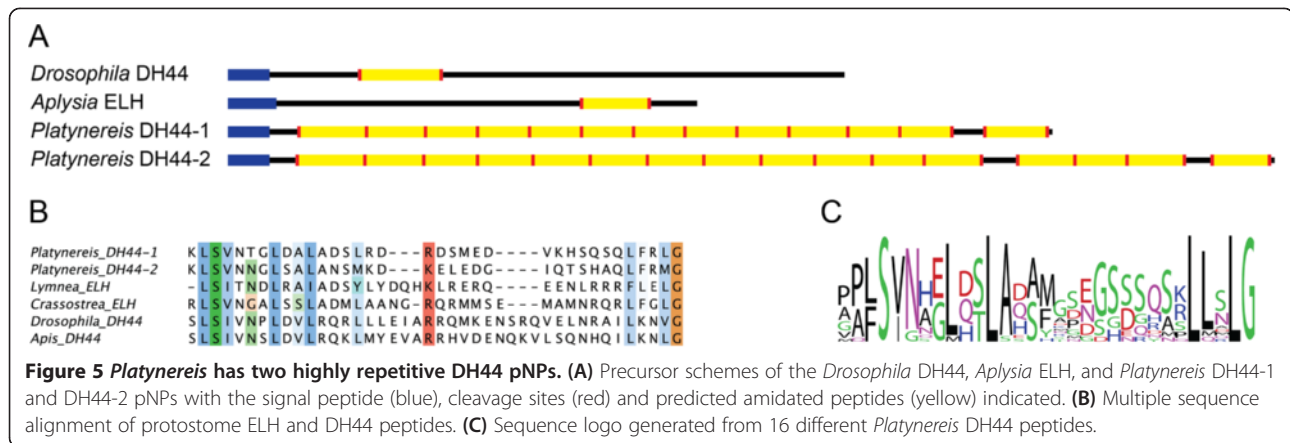 A
Drosophila DH44
Aplysia ELH
Platynereis DH44-1
Platynereis DH44-2
B
Platynereis_DH44-1 KLSVNTGLDALADSLRD---RDSMED----VKHSQSQLFRLG
Platynereis_DH44-2 KLSVNNGLSALANSMKD---KELEDG----IQTSHAQLFRMG
Lymnea_ELH -LSITNDLRAIADSYLYDQHKLRERQ----EENLRRRFLELG
Crassostrea_ELH RLSVNGALSSLADMLAANG-RQRMMSE---MAMNRQRLFGLG
Drosophila_DH44 SLSIVNPLDVLRQRLLLEIARRQMKENSRQVELNRAILKNVG
Apis_DH44 SLSIVNSLDVLRQKLMYEVARRRHVDENQKVLSQNHQILKNLG
C
Figure 5 Platynereis has two highly repetitive DH44 pNPs. (A) Precursor schemes of the Drosophila DH44, Aplysia ELH, and Platynereis DH44-1
and DH44-2 pNPs with the signal peptide (blue), cleavage sites (red) and predicted amidated peptides (yellow) indicated. (B) Multiple sequence
alignment of protostome ELH and DH44 peptides. (C) Sequence logo generated from 16 different Platynereis DH44 peptides.